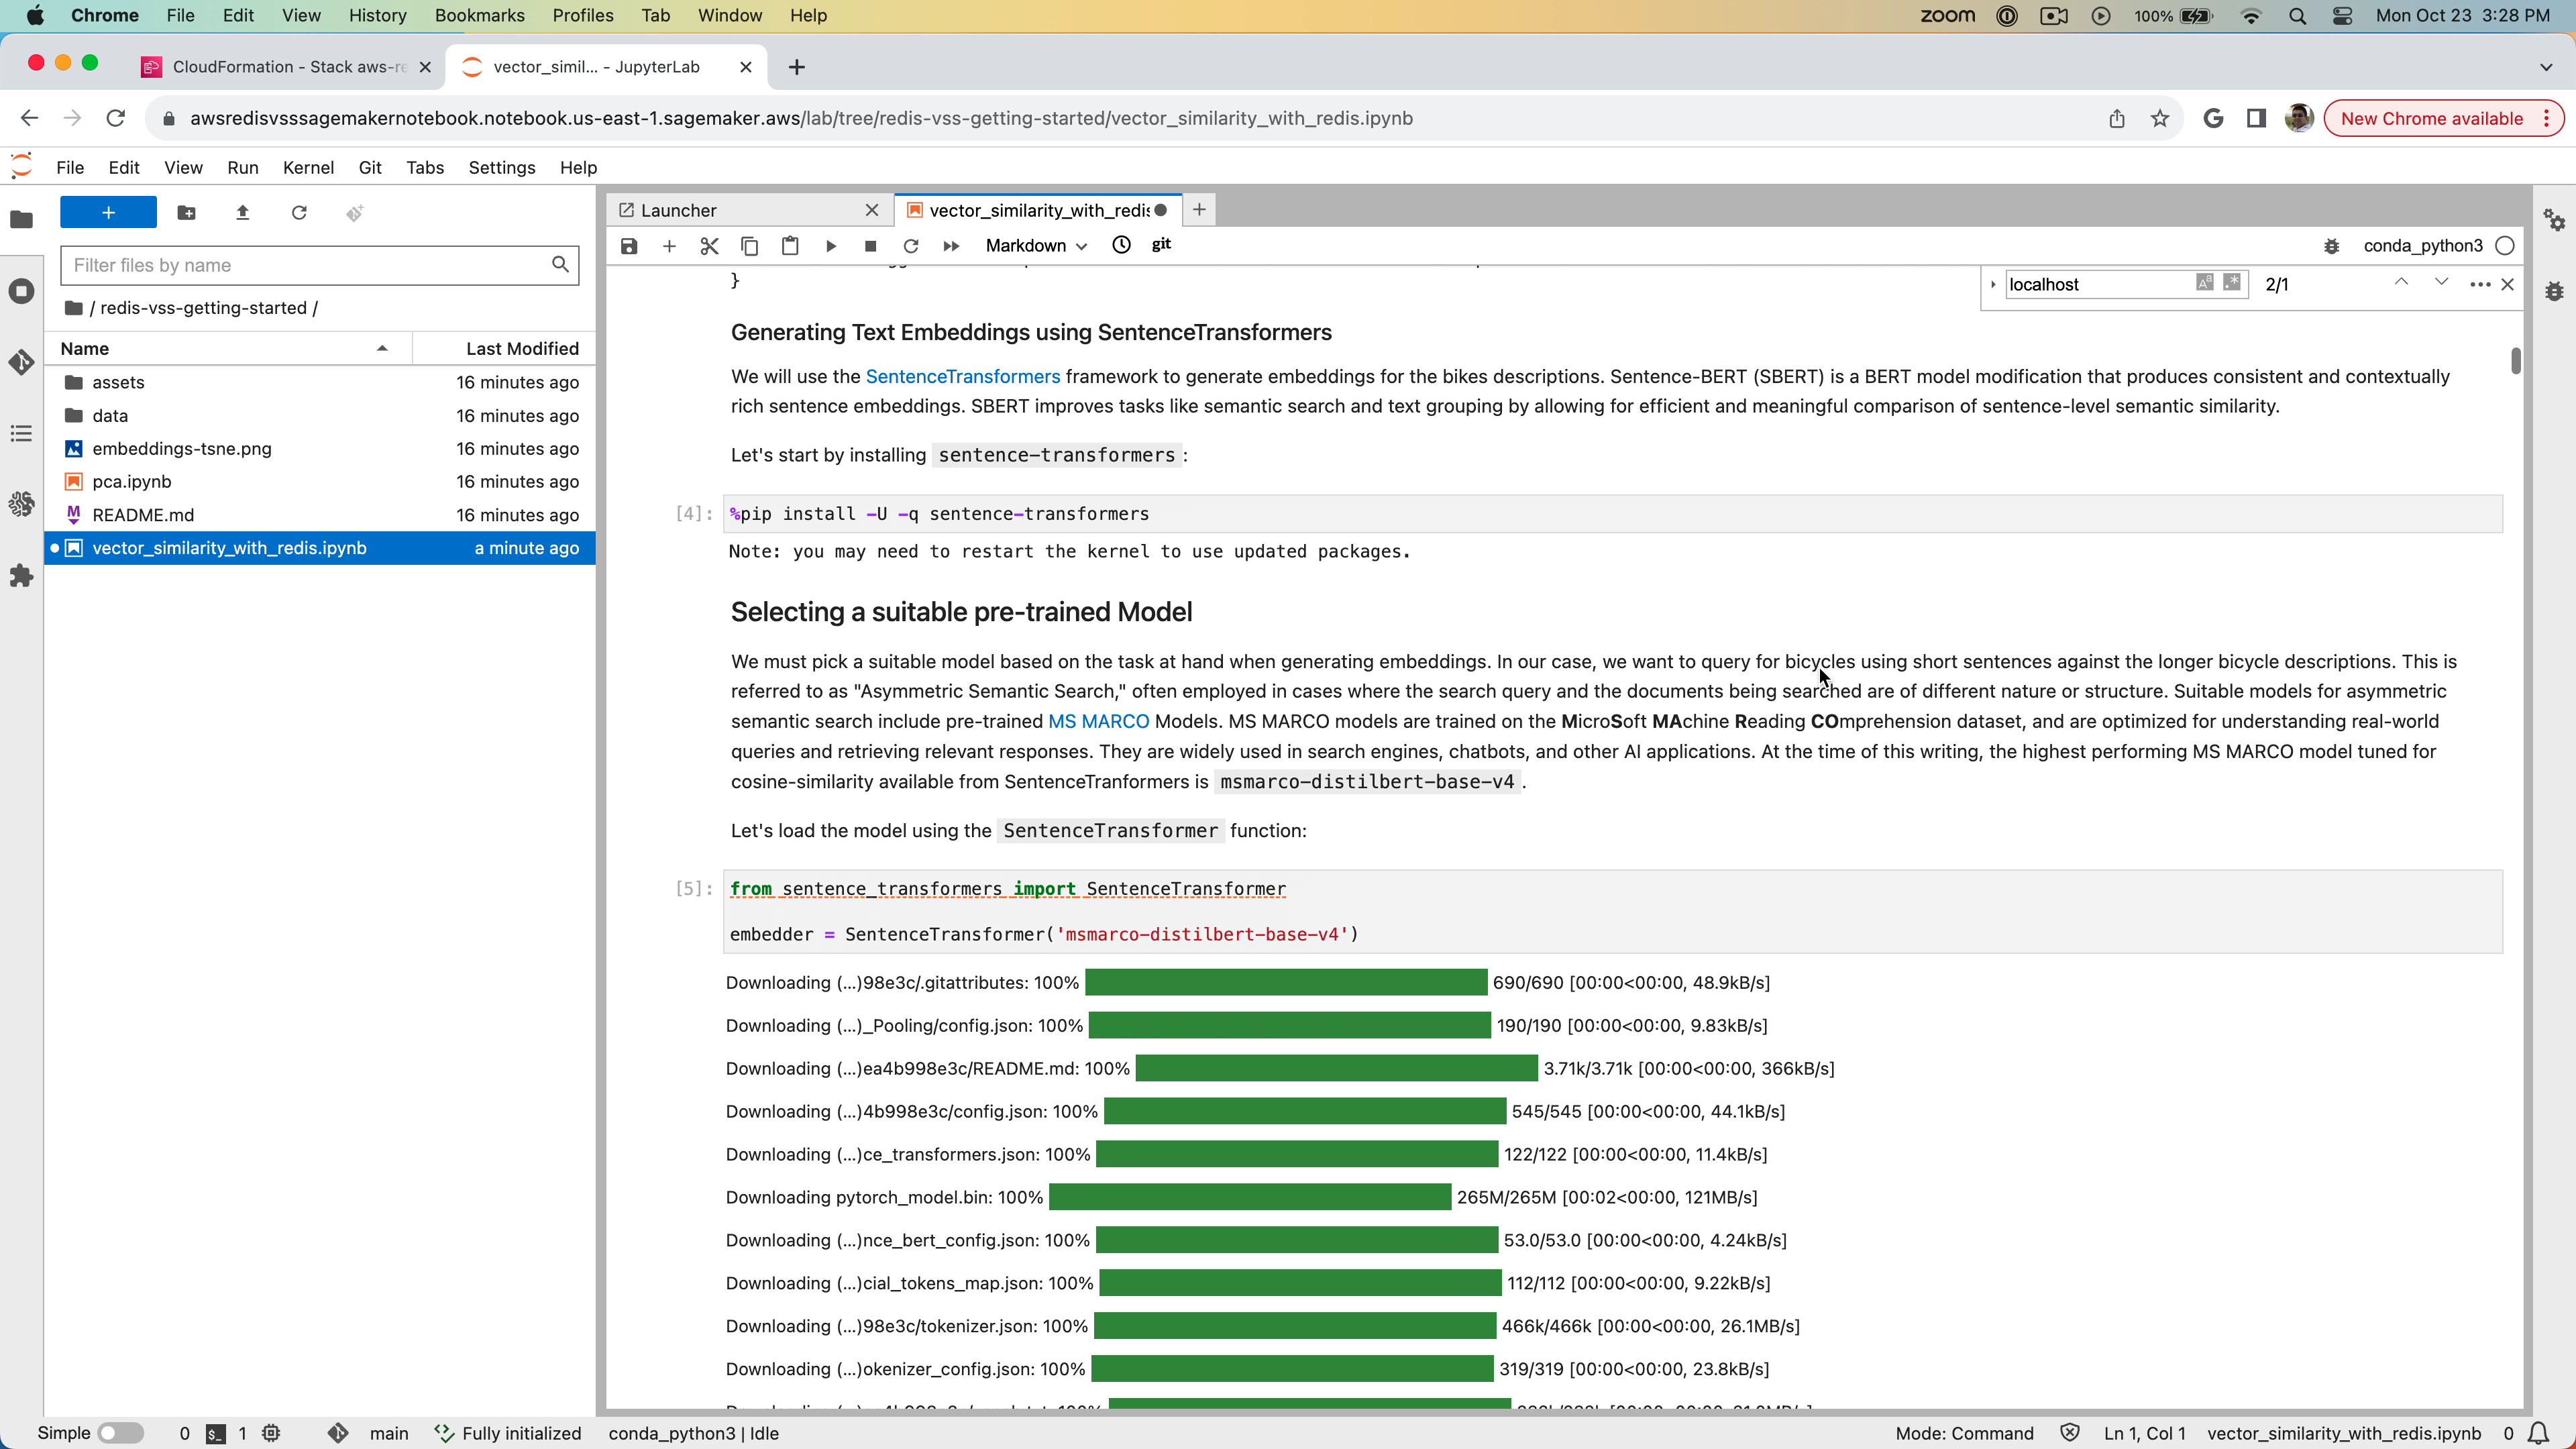 Chrome File Edit View History Bookmarks Profiles Tab Window Help zoom 100% Mon Oct 23 3:28 PM
CloudFormation - Stack aws-re vector_simil... - JupyterLab
awsredisvsssagemakernotebook.notebook.us-east-1.sagemaker.aws/lab/tree/redis-vss-getting-started/vector_similarity_with_redis.ipynb New Chrome available
File Edit View Run Kernel Git Tabs Settings Help
Launcher vector_similarity_with_redis
Markdown git conda_python3
Filter files by name
/ redis-vss-getting-started /
Name Last Modified
assets 16 minutes ago
data 16 minutes ago
embeddings-tsne.png 16 minutes ago
pca.ipynb 16 minutes ago
README.md 16 minutes ago
vector_similarity_with_redis.ipynb a minute ago
}
localhost 2/1
Generating Text Embeddings using SentenceTransformers
We will use the SentenceTransformers framework to generate embeddings for the bikes descriptions. Sentence-BERT (SBERT) is a BERT model modification that produces consistent and contextually
rich sentence embeddings. SBERT improves tasks like semantic search and text grouping by allowing for efficient and meaningful comparison of sentence-level semantic similarity.
Let's start by installing sentence-transformers :
[4]: %pip install -U -q sentence-transformers
Note: you may need to restart the kernel to use updated packages.
Selecting a suitable pre-trained Model
We must pick a suitable model based on the task at hand when generating embeddings. In our case, we want to query for bicycles using short sentences against the longer bicycle descriptions. This is
referred to as "Asymmetric Semantic Search," often employed in cases where the search query and the documents being searched are of different nature or structure. Suitable models for asymmetric
semantic search include pre-trained MS MARCO Models. MS MARCO models are trained on the MicroSoft MAchine Reading COmprehension dataset, and are optimized for understanding real-world
queries and retrieving relevant responses. They are widely used in search engines, chatbots, and other AI applications. At the time of this writing, the highest performing MS MARCO model tuned for
cosine-similarity available from SentenceTranformers is msmarco-distilbert-base-v4 .
Let's load the model using the SentenceTransformer function:
[5]: from sentence_transformers import SentenceTransformer
embedder = SentenceTransformer('msmarco-distilbert-base-v4')
Downloading (...)98e3c/.gitattributes: 100% 690/690 [00:00<00:00, 48.9kB/s]
Downloading (...)_Pooling/config.json: 100% 190/190 [00:00<00:00, 9.83kB/s]
Downloading (...)ea4b998e3c/README.md: 100% 3.71k/3.71k [00:00<00:00, 366kB/s]
Downloading (...)4b998e3c/config.json: 100% 545/545 [00:00<00:00, 44.1kB/s]
Downloading (...)ce_transformers.json: 100% 122/122 [00:00<00:00, 11.4kB/s]
Downloading pytorch_model.bin: 100% 265M/265M [00:02<00:00, 121MB/s]
Downloading (...)nce_bert_config.json: 100% 53.0/53.0 [00:00<00:00, 4.24kB/s]
Downloading (...)cial_tokens_map.json: 100% 112/112 [00:00<00:00, 9.22kB/s]
Downloading (...)98e3c/tokenizer.json: 100% 466k/466k [00:00<00:00, 26.1MB/s]
Downloading (...)okenizer_config.json: 100% 319/319 [00:00<00:00, 23.8kB/s]
Simple 0 1 main Fully initialized conda_python3 | Idle Mode: Command Ln 1, Col 1 vector_similarity_with_redis.ipynb 0